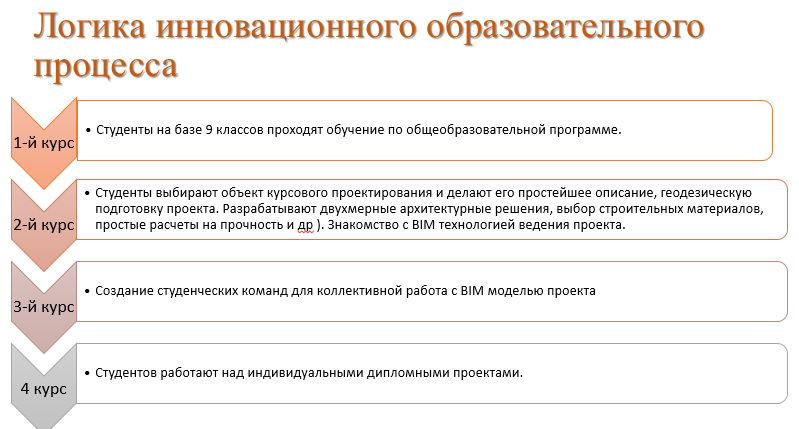 Логика инновационного образовательного
процесса
1-й курс
• Студенты на базе 9 классов проходят обучение по общеобразовательной программе.
2-й курс
• Студенты выбирают объект курсового проектирования и делают его простейшее описание, геодезическую
подготовку проекта. Разрабатывают двухмерные архитектурные решения, выбор строительных материалов,
простые расчеты на прочность и др ). Знакомство с BIM технологией ведения проекта.
3-й курс
• Создание студенческих команд для коллективной работа с BIM моделью проекта
4 курс
• Студентов работают над индивидуальными дипломными проектами.